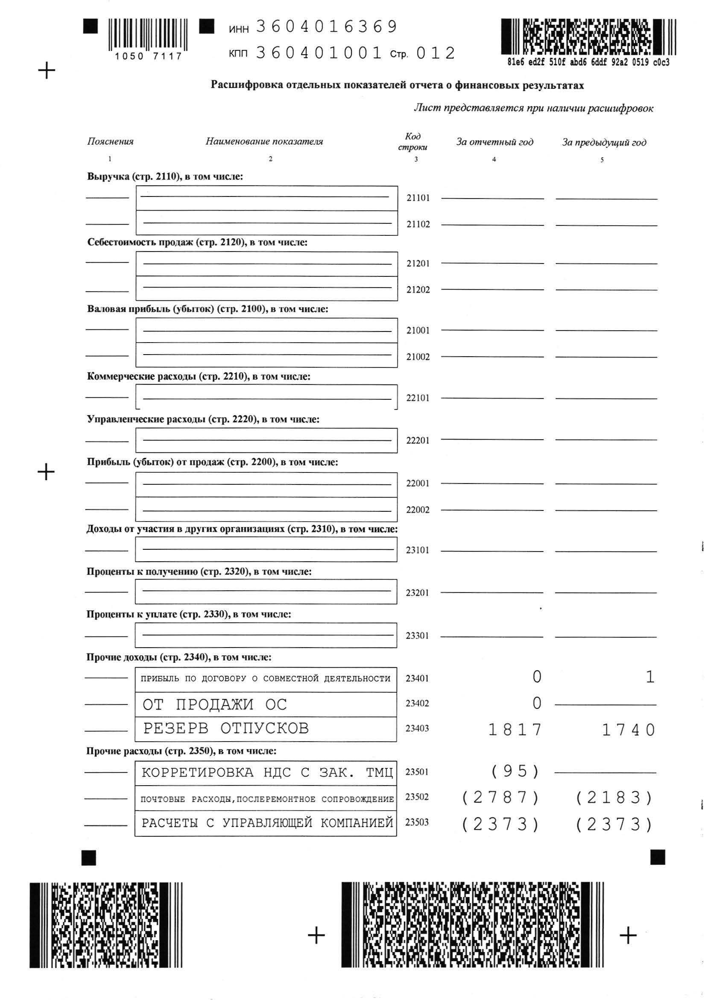 ИНН 3604016369
1050 7117
КПП 360401001 Стр. 012
81e6 ed2f 510f abd6 6ddf 92a2 0519 c0c3
Расшифровка отдельных показателей отчета о финансовых результатах
Лист представляется при наличии расшифровок
Пояснения Наименование показателя Код строки За отчетный год За предыдущий год
1 2 3 4 5
Выручка (стр. 2110), в том числе:
21101
21102
Себестоимость продаж (стр. 2120), в том числе:
21201
21202
Валовая прибыль (убыток) (стр. 2100), в том числе:
21001
21002
Коммерческие расходы (стр. 2210), в том числе:
22101
Управленческие расходы (стр. 2220), в том числе:
22201
Прибыль (убыток) от продаж (стр. 2200), в том числе:
22001
22002
Доходы от участия в других организациях (стр. 2310), в том числе:
23101
Проценты к получению (стр. 2320), в том числе:
23201
Проценты к уплате (стр. 2330), в том числе:
23301
Прочие доходы (стр. 2340), в том числе:
ПРИБЫЛЬ ПО ДОГОВОРУ О СОВМЕСТНОЙ ДЕЯТЕЛЬНОСТИ 23401 0 1
ОТ ПРОДАЖИ ОС 23402 0
РЕЗЕРВ ОТПУСКОВ 23403 1817 1740
Прочие расходы (стр. 2350), в том числе:
КОРРЕТИРОВКА НДС С ЗАК. ТМЦ 23501 (95)
ПОЧТОВЫЕ РАСХОДЫ,ПОСЛЕРЕМОНТНОЕ СОПРОВОЖДЕНИЕ 23502 (2787) (2183)
РАСЧЕТЫ С УПРАВЛЯЮЩЕЙ КОМПАНИЕЙ 23503 (2373) (2373)